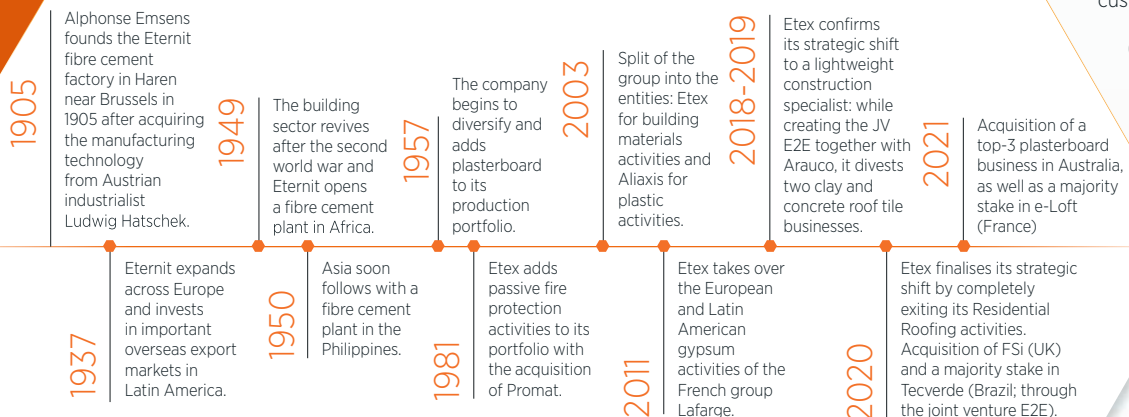 cus
1905
Alphonse Emsens
founds the Eternit
fibre cement
factory in Haren
near Brussels in
1905 after acquiring
the manufacturing
technology
from Austrian
industrialist
Ludwig Hatschek.
1937
Eternit expands
across Europe
and invests
in important
overseas export
markets in
Latin America.
1949
The building
sector revives
after the second
world war and
Eternit opens
a fibre cement
plant in Africa.
1950
Asia soon
follows with a
fibre cement
plant in the
Philippines.
1957
The company
begins to
diversify and
adds
plasterboard
to its
production
portfolio.
1981
Etex adds
passive fire
protection
activities to its
portfolio with
the acquisition
of Promat.
2003
Split of the
group into the
entities: Etex
for building
materials
activities and
Aliaxis for
plastic
activities.
2011
Etex takes over
the European
and Latin
American
gypsum
activities of the
French group
Lafarge.
2018-2019
Etex confirms
its strategic shift
to a lightweight
construction
specialist: while
creating the JV
E2E together with
Arauco, it divests
two clay and
concrete roof tile
businesses.
2020
Etex finalises its strategic
shift by completely
exiting its Residential
Roofing activities.
Acquisition of FSi (UK)
and a majority stake in
Tecverde (Brazil; through
the joint venture E2E).
2021
Acquisition of a
top-3 plasterboard
business in Australia,
as well as a majority
stake in e-Loft
(France)